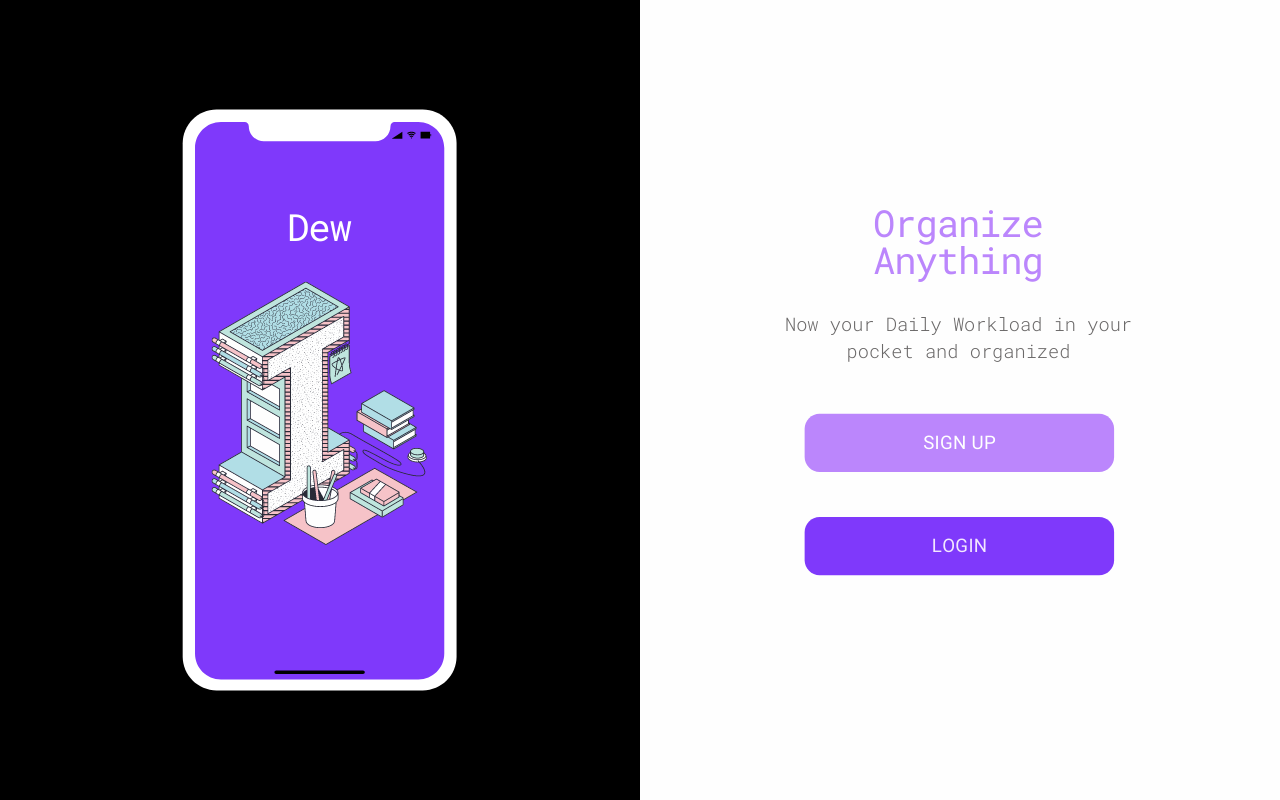 Dew
Organize
Anything
Now your Daily Workload in your
pocket and organized
SIGN UP
LOGIN